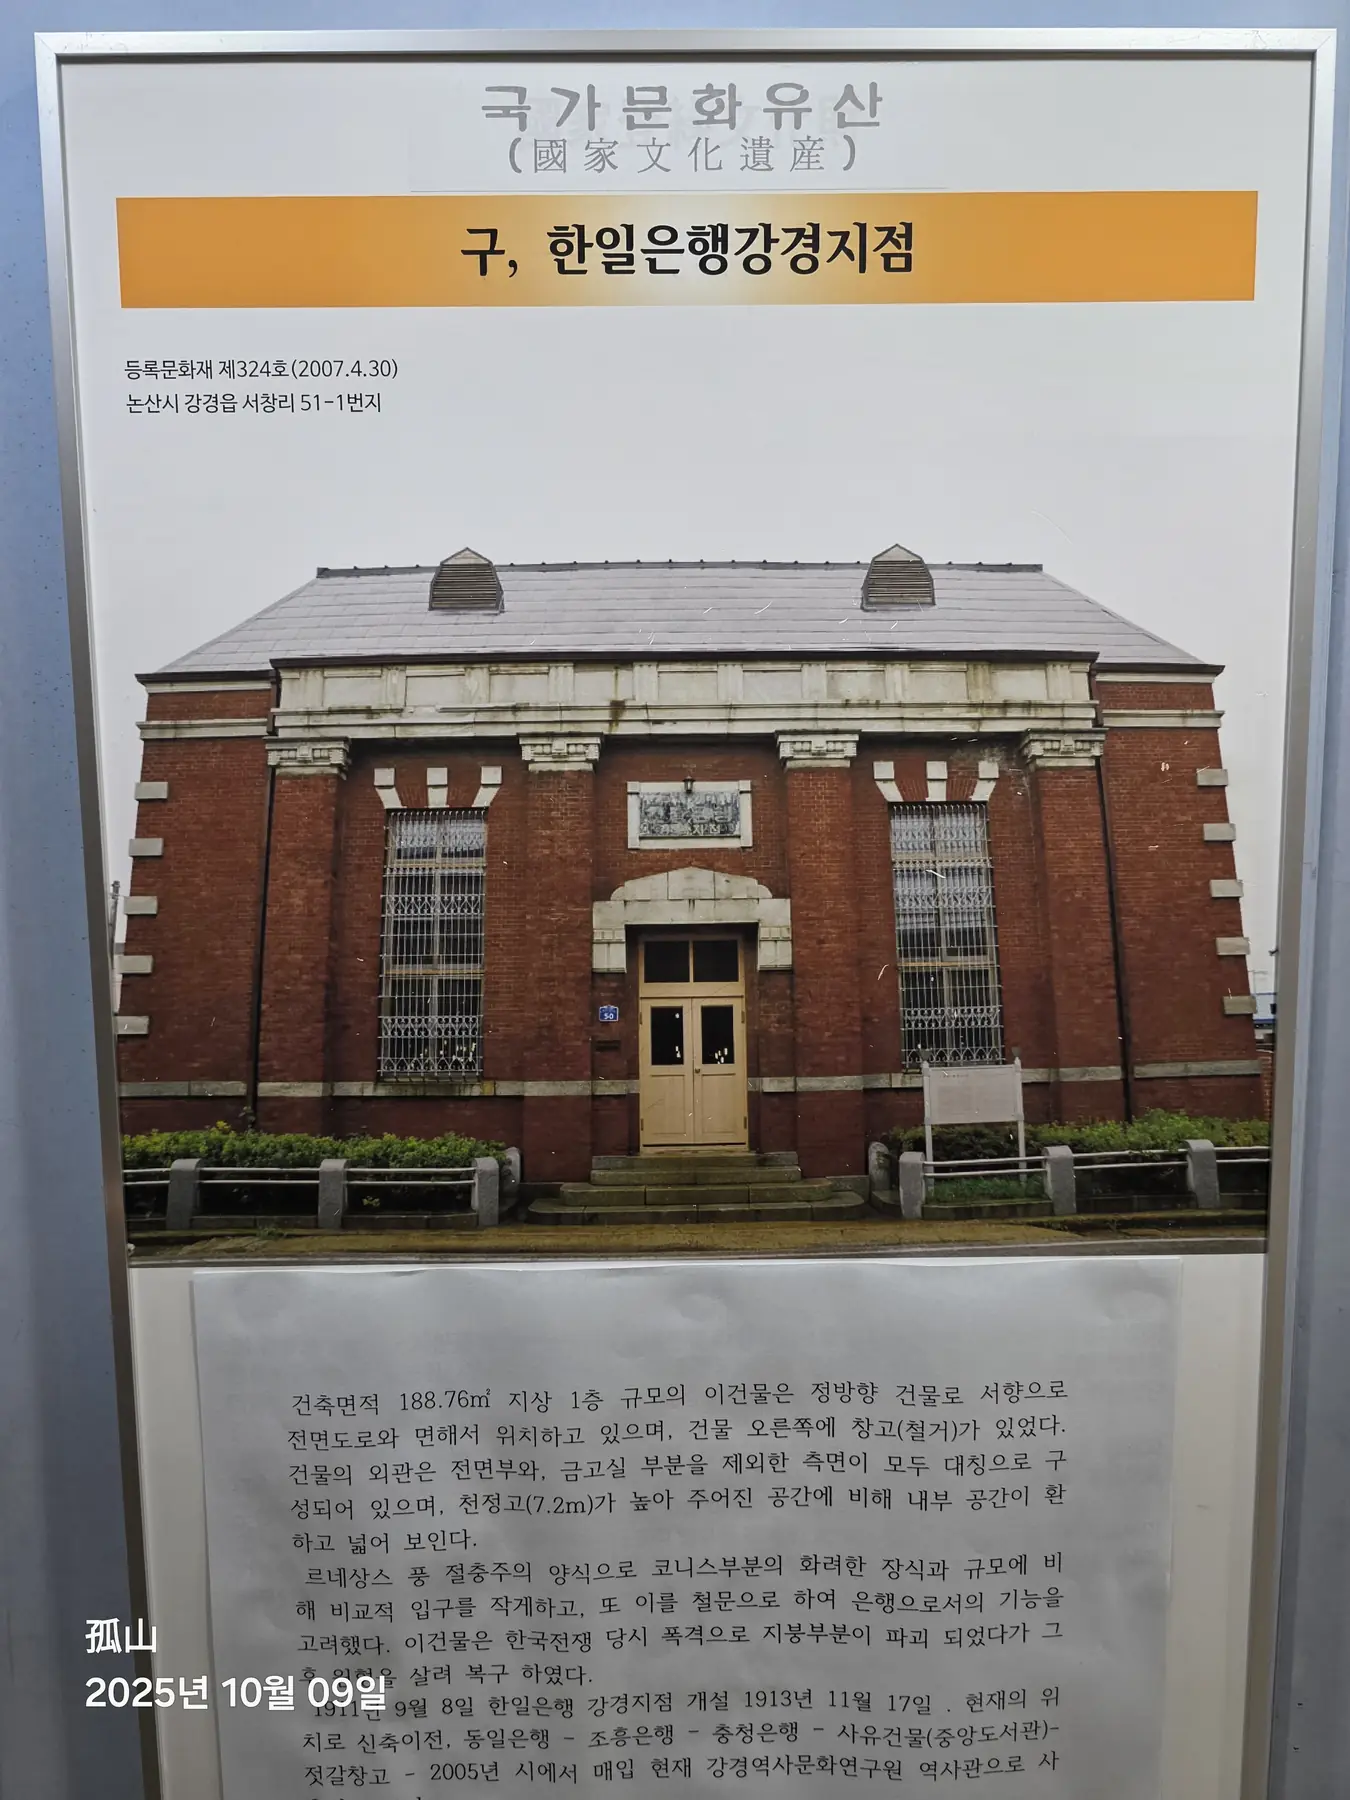 국가문화유산
(國家文化遺産)
구, 한일은행강경지점
등록문화재 제324호(2007.4.30)
논산시 강경읍 서창리 51-1번지
50
건축면적 188.76㎡ 지상 1층 규모의 이건물은 정방향 건물로 서향으로
전면도로와 면해서 위치하고 있으며, 건물 오른쪽에 창고(철거)가 있었다.
건물의 외관은 전면부와, 금고실 부분을 제외한 측면이 모두 대칭으로 구
성되어 있으며, 천정고(7.2m)가 높아 주어진 공간에 비해 내부 공간이 환
하고 넓어 보인다.
르네상스 풍 절충주의 양식으로 코니스부분의 화려한 장식과 규모에 비
해 비교적 입구를 작게하고, 또 이를 철문으로 하여 은행으로서의 기능을
고려했다. 이건물은 한국전쟁 당시 폭격으로 지붕부분이 파괴 되었다가 그
후 원형을 살려 복구 하였다.
1911년 9월 8일 한일은행 강경지점 개설 1913년 11월 17일 . 현재의 위
치로 신축이전, 동일은행 - 조흥은행 - 충청은행 - 사유건물(중앙도서관)-
젓갈창고 - 2005년 시에서 매입 현재 강경역사문화연구원 역사관으로 사
孤山
2025년 10월 09일